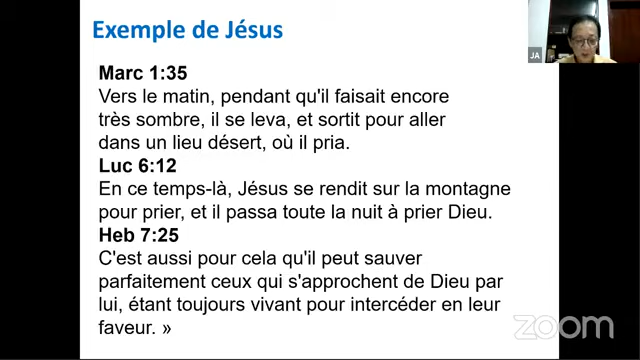 Exemple de Jésus
JA
Marc 1:35
Vers le matin, pendant qu'il faisait encore
très sombre, il se leva, et sortit pour aller
dans un lieu désert, où il pria.
Luc 6:12
En ce temps-là, Jésus se rendit sur la montagne
pour prier, et il passa toute la nuit à prier Dieu.
Heb 7:25
C'est aussi pour cela qu'il peut sauver
parfaitement ceux qui s'approchent de Dieu par
lui, étant toujours vivant pour intercéder en leur
faveur. »
zoom